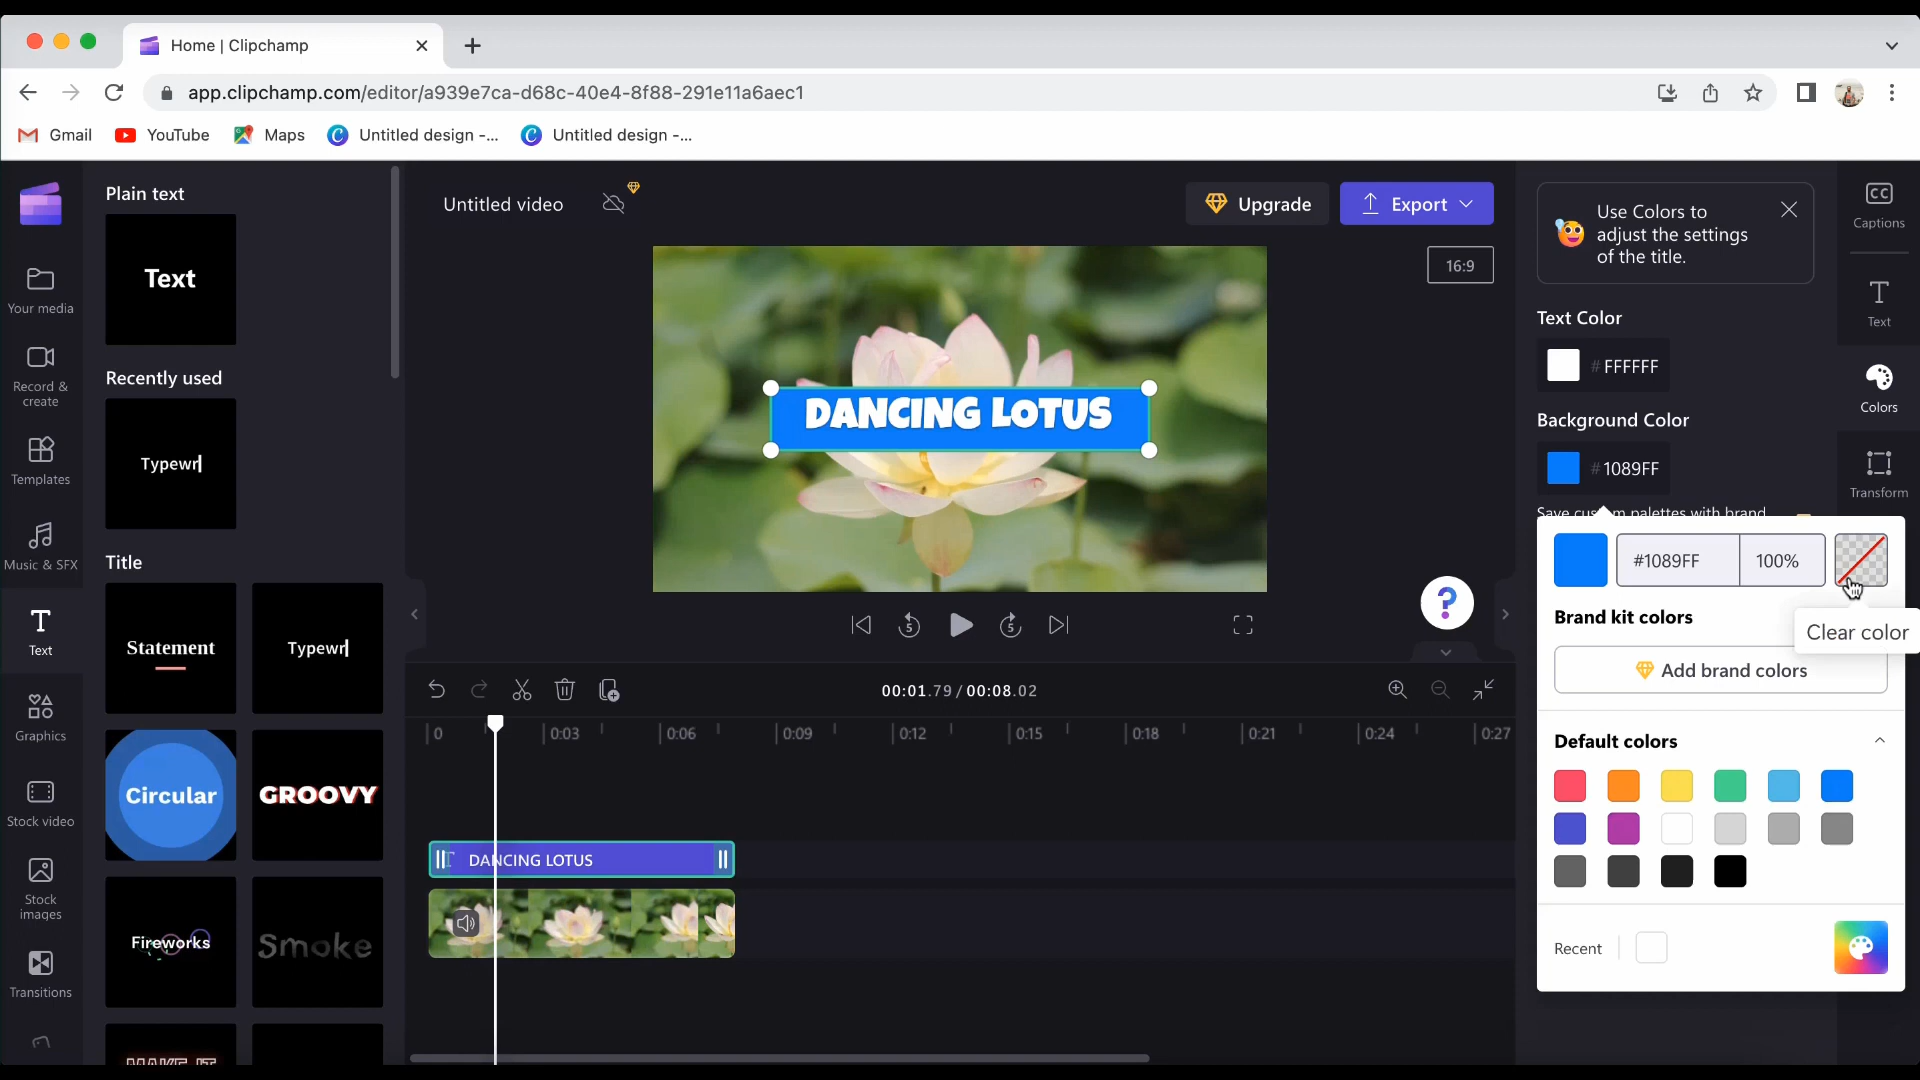 Home | Clipchamp
app.clipchamp.com/editor/a939e7ca-d68c-40e4-8f88-291e11a6aec1
Gmail
YouTube
Maps
Untitled design -...
Untitled design -...
Your media
Record &
create
Templates
Music & SFX
Text
Graphics
Stock video
Stock
images
Transitions
Plain text
Text
Recently used
Typewr
Title
Statement
Typewr
Circular
GROOVY
Fireworks
Smoke
MAKE IT
Untitled video
Upgrade
Export
16:9
DANCING LOTUS
5
5
?
00:01.79 / 00:08.02
0
0:03
0:06
0:09
0:12
0:15
0:18
0:21
0:24
0:27
DANCING LOTUS
Use Colors to
adjust the settings
of the title.
Text Color
#FFFFFF
Background Color
#1089FF
Save custom palettes with brand
#1089FF
100%
Clear color
Brand kit colors
Add brand colors
Default colors
Recent
CC
Captions
Text
Colors
Transform